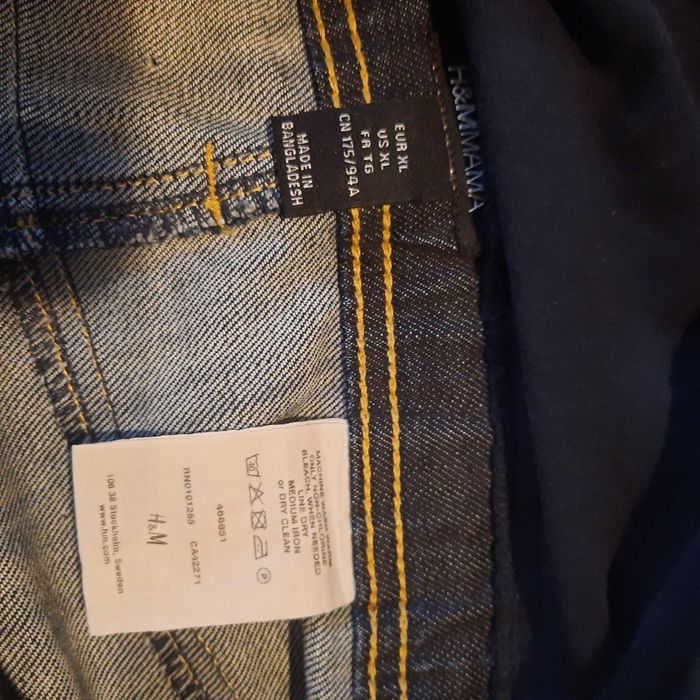 H&MMAMA
EUR XL
US XL
FR TG
CN 175/94A
MADE IN
BANGLADESH
MACHINE WASH WARM
ONLY NON-CHLORINE
BLEACH, WHEN NEEDED
LINE DRY
MEDIUM IRON
or DRY CLEAN
40
P
466851
RN0101255 CA42271
H&M
106 38 Stockholm, Sweden
www.hm.com